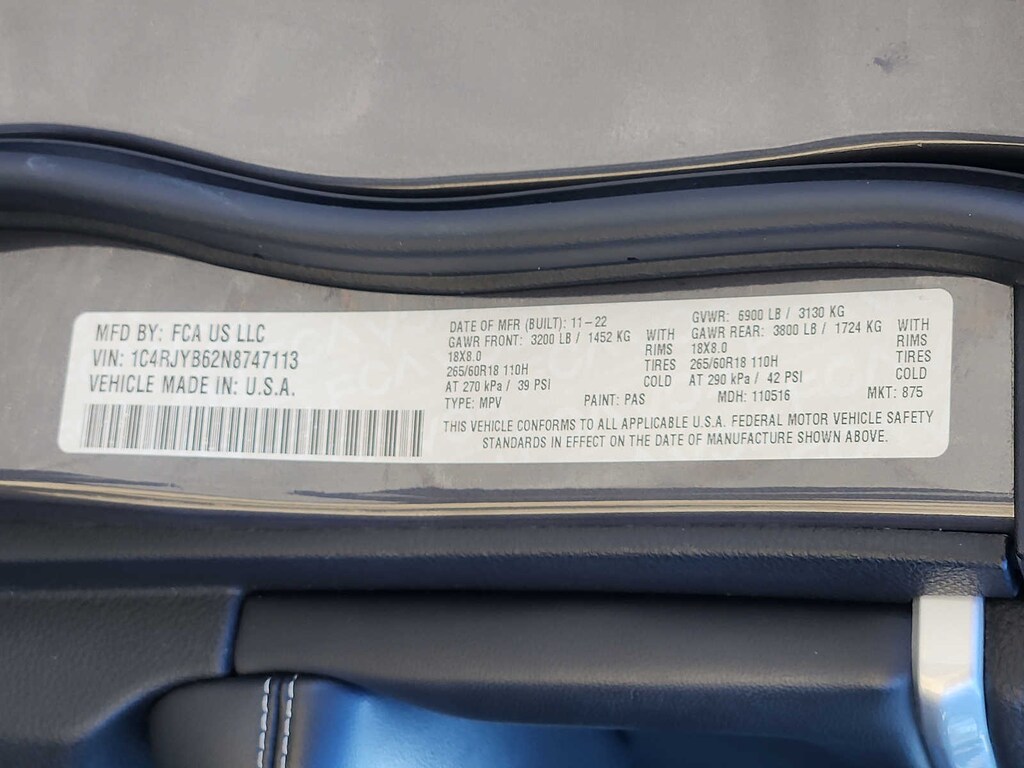 MFD BY: FCA US LLC
VIN: 1C4RJYB62N8747113
VEHICLE MADE IN: U.S.A.
DATE OF MFR (BUILT): 11-22
GAWR FRONT: 3200 LB / 1452 KG WITH
18X8.0 RIMS
265/60R18 110H TIRES
AT 270 kPa / 39 PSI COLD
TYPE: MPV PAINT: PAS
GVWR: 6900 LB / 3130 KG
GAWR REAR: 3800 LB / 1724 KG WITH
18X8.0 RIMS
265/60R18 110H TIRES
AT 290 kPa / 42 PSI COLD
MDH: 110516 MKT: 875
THIS VEHICLE CONFORMS TO ALL APPLICABLE U.S.A. FEDERAL MOTOR VEHICLE SAFETY
STANDARDS IN EFFECT ON THE DATE OF MANUFACTURE SHOWN ABOVE.